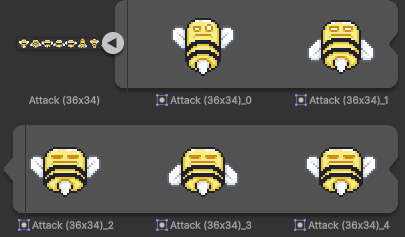 Attack (36x34)
Attack (36x34)_0
Attack (36x34)_1
Attack (36x34)_2
Attack (36x34)_3
Attack (36x34)_4